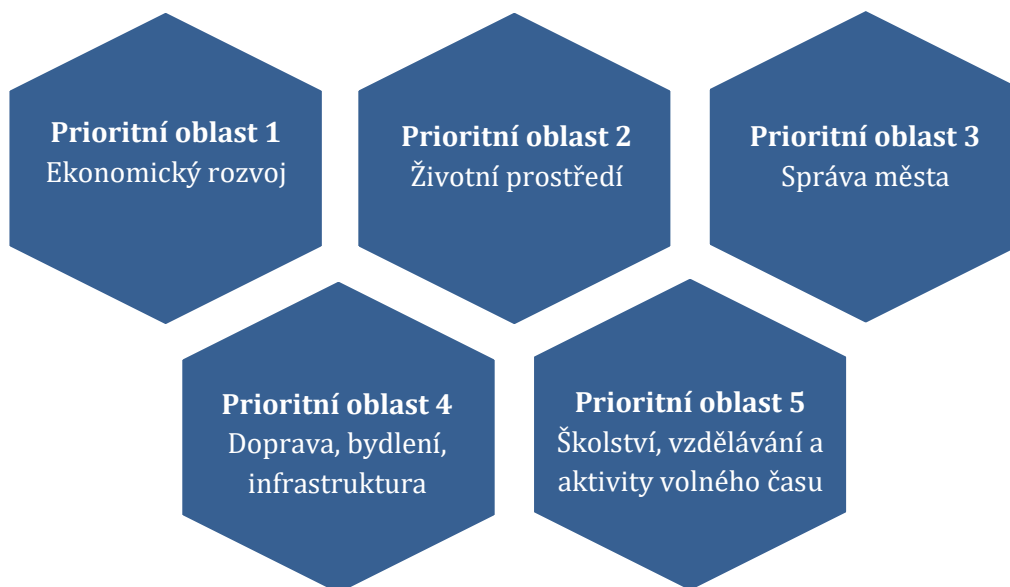 Prioritní oblast 1
Ekonomický rozvoj
Prioritní oblast 2
Životní prostředí
Prioritní oblast 3
Správa města
Prioritní oblast 4
Doprava, bydlení,
infrastruktura
Prioritní oblast 5
Školství, vzdělávání a
aktivity volného času